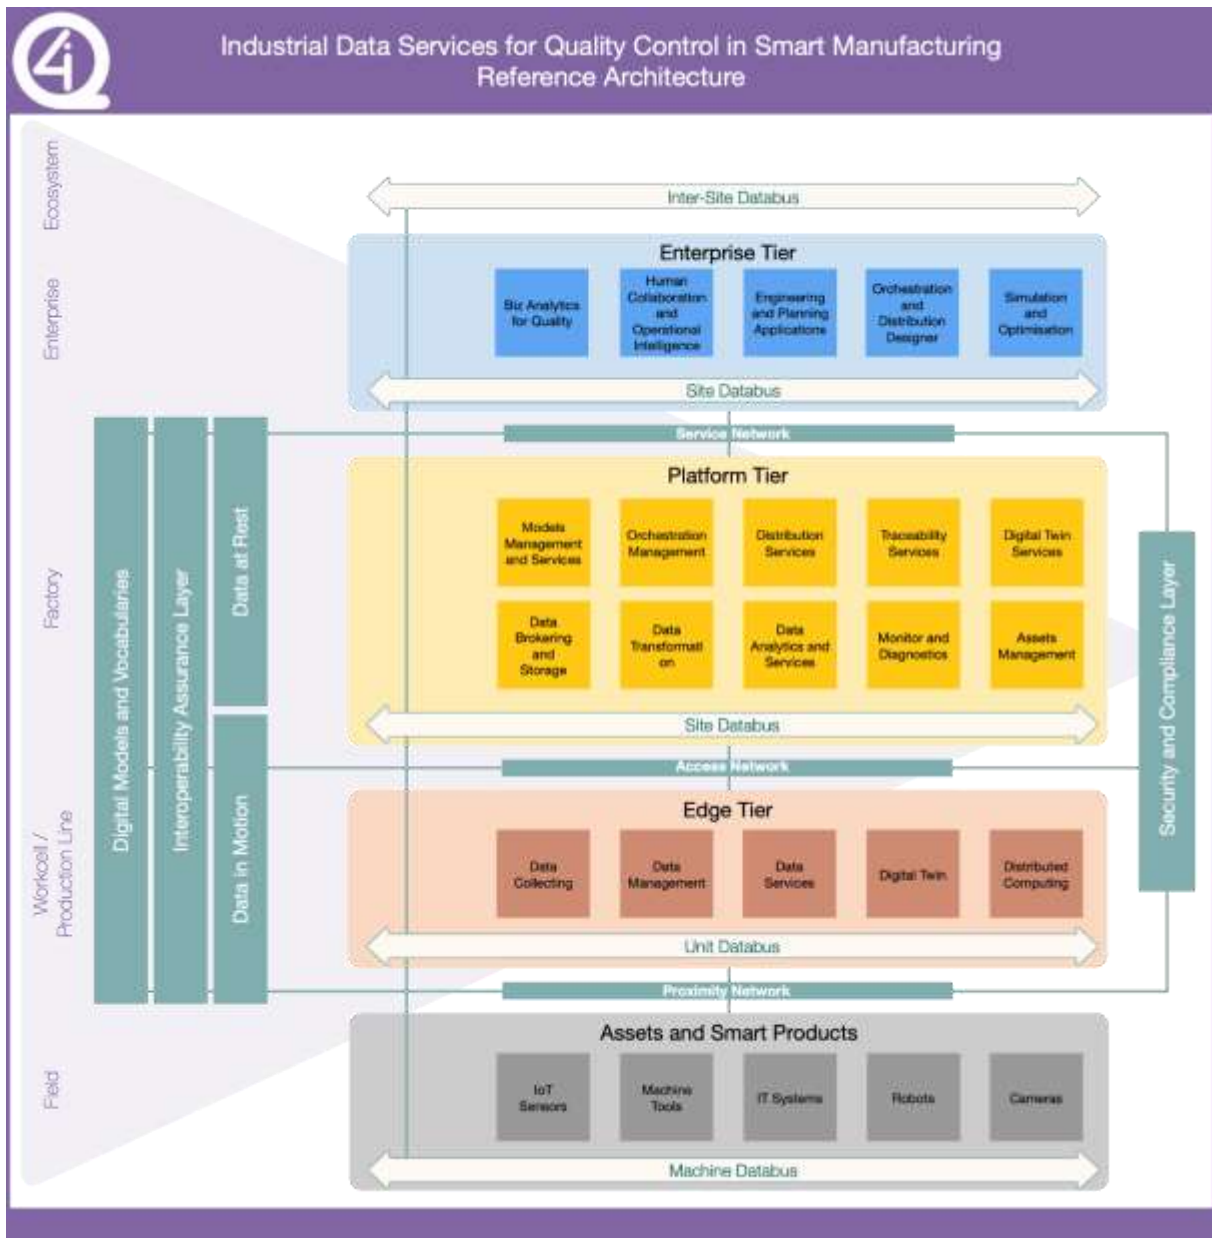 i4Q
Industrial Data Services for Quality Control in Smart Manufacturing
Reference Architecture
Ecosystem
Inter-Site Databus
Enterprise
Enterprise Tier
Biz Analytics
for Quality
Human
Collaboration
and
Operational
Intelligence
Engineering
and Planning
Applications
Orchestration
and
Distribution
Designer
Simulation
and
Optimisation
Site Databus
Service Network
Digital Models and Vocabularies
Interoperability Assurance Layer
Data at Rest
Data in Motion
Factory
Platform Tier
Models
Management
and Services
Orchestration
Management
Distribution
Services
Traceability
Services
Digital Twin
Services
Data
Brokering
and
Storage
Data
Transformati
on
Data
Analytics and
Services
Monitor and
Diagnostics
Assets
Management
Site Databus
Security and Compliance Layer
Access Network
Workcell /
Production Line
Edge Tier
Data
Collecting
Data
Management
Data
Services
Digital Twin
Distributed
Computing
Unit Databus
Proximity Network
Field
Assets and Smart Products
IoT
Sensors
Machine
Tools
IT Systems
Robots
Cameras
Machine Databus